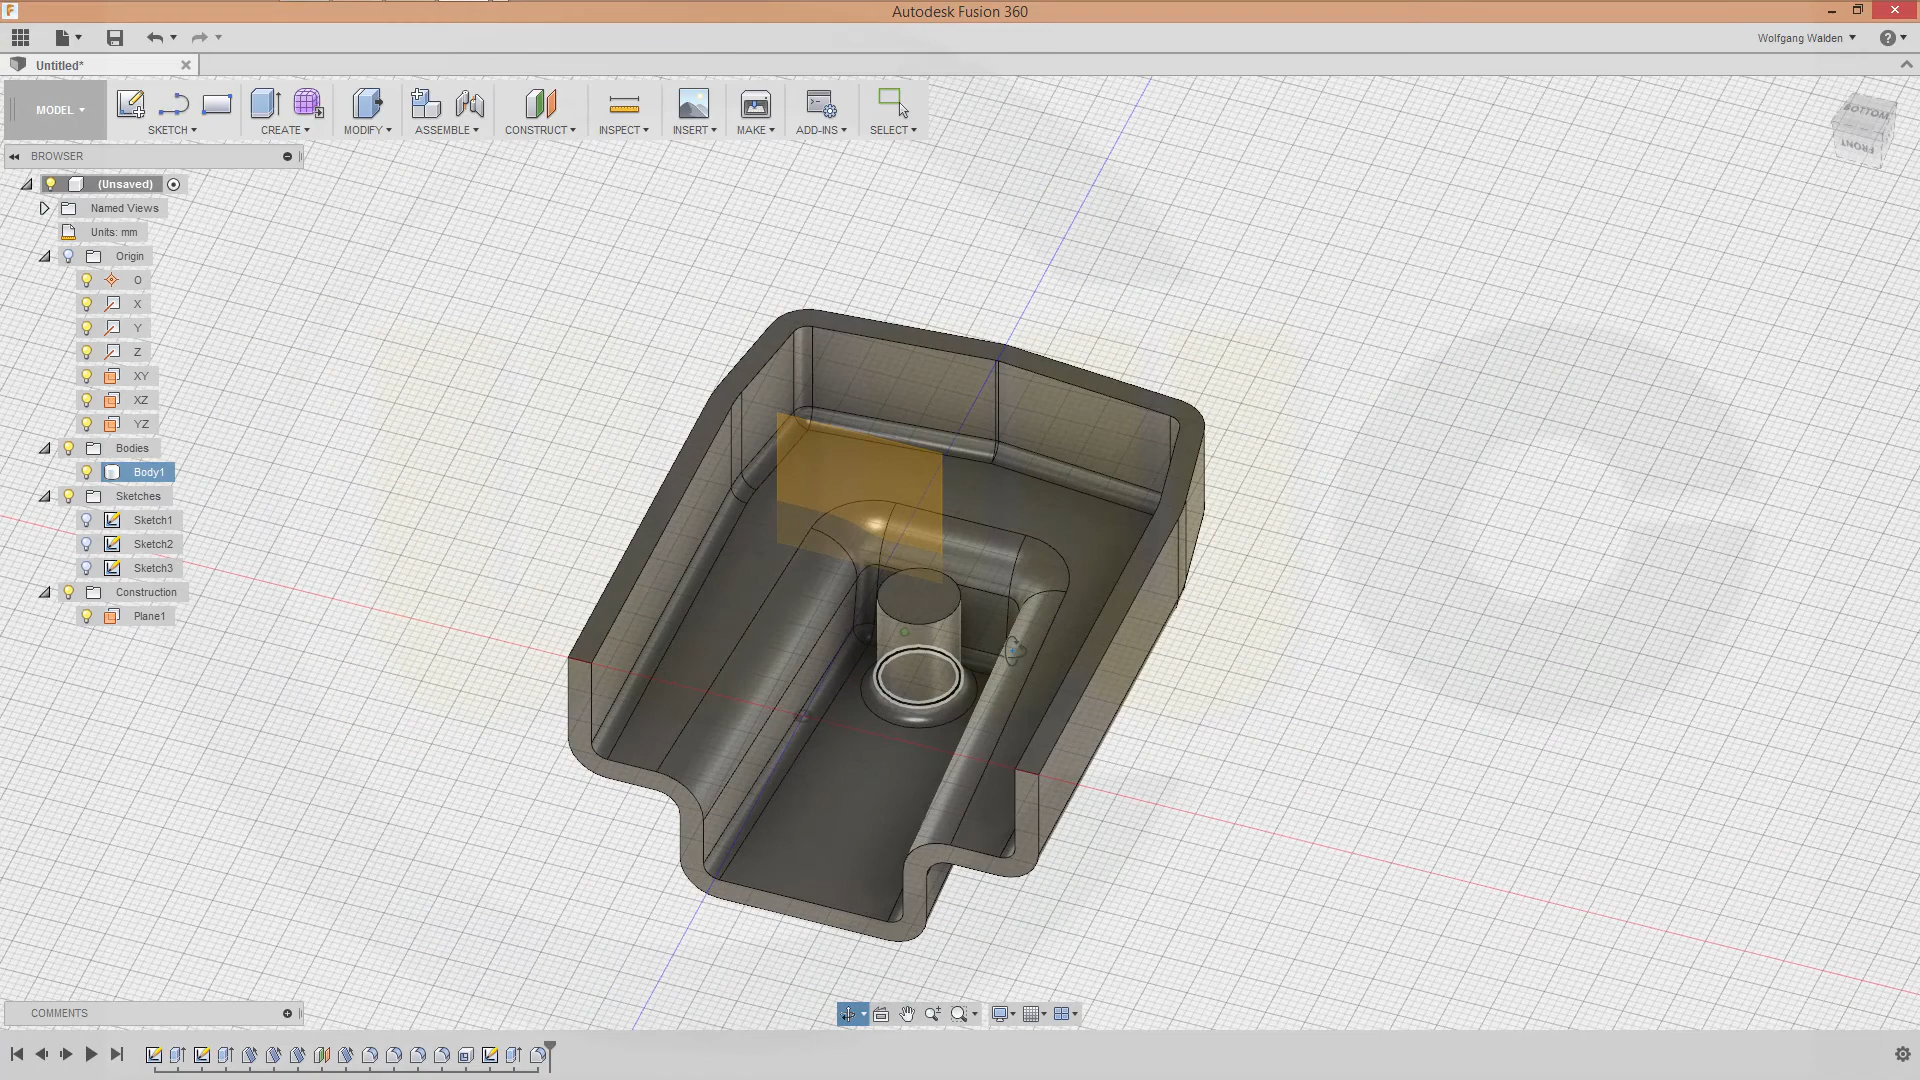 Autodesk Fusion 360
Wolfgang Walden
Untitled*
MODEL
SKETCH
CREATE
MODIFY
ASSEMBLE
CONSTRUCT
INSPECT
INSERT
MAKE
ADD-INS
SELECT
BOTTOM
FRONT
BROWSER
(Unsaved)
Named Views
Units: mm
Origin
O
X
Y
Z
XY
XZ
YZ
Bodies
Body1
Sketches
Sketch1
Sketch2
Sketch3
Construction
Plane1
COMMENTS